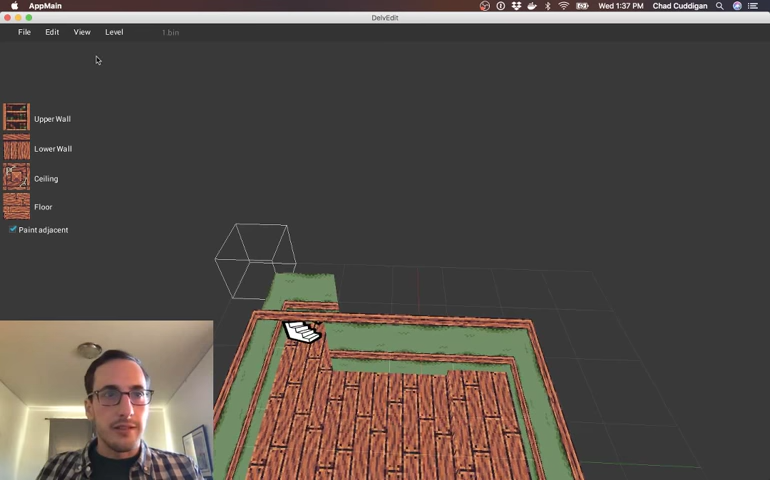 AppMain
Wed 1:37 PM Chad Cuddigan
DelvEdit
File Edit View Level 1.bin
Upper Wall
Lower Wall
Ceiling
Floor
Paint adjacent